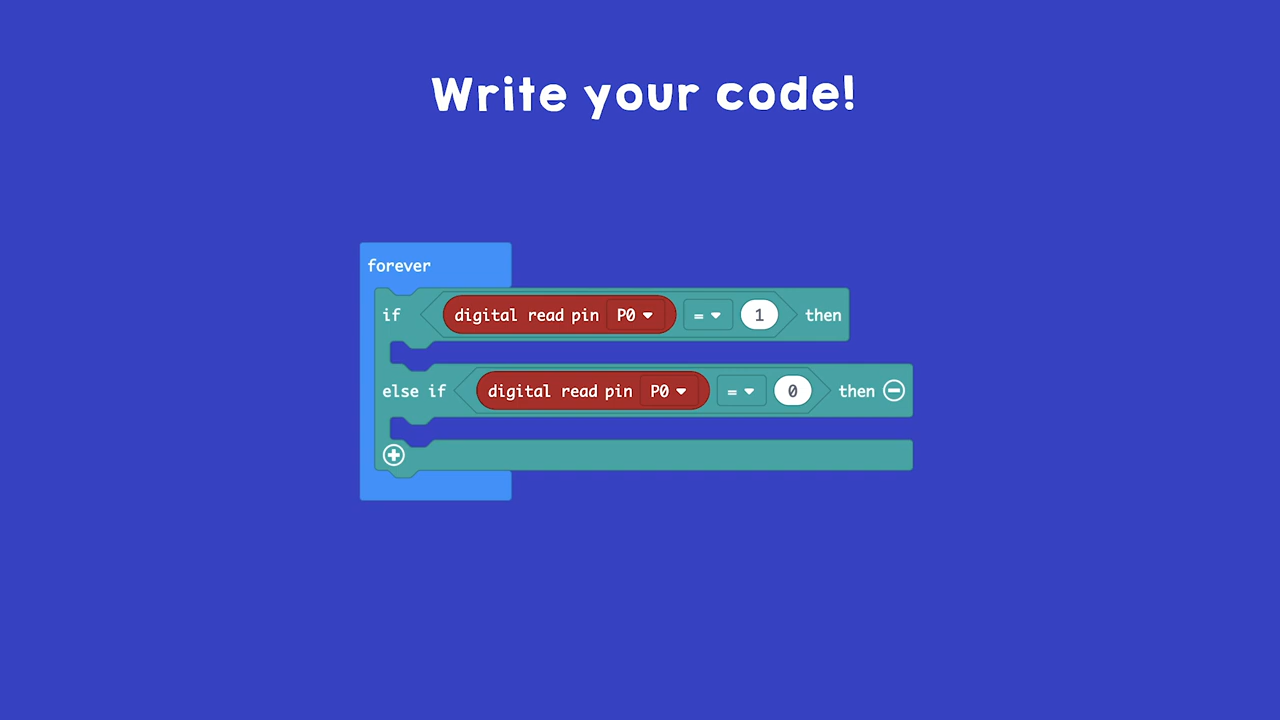 Write your code!
forever
if digital read pin P0 = 1 then
else if digital read pin P0 = 0 then